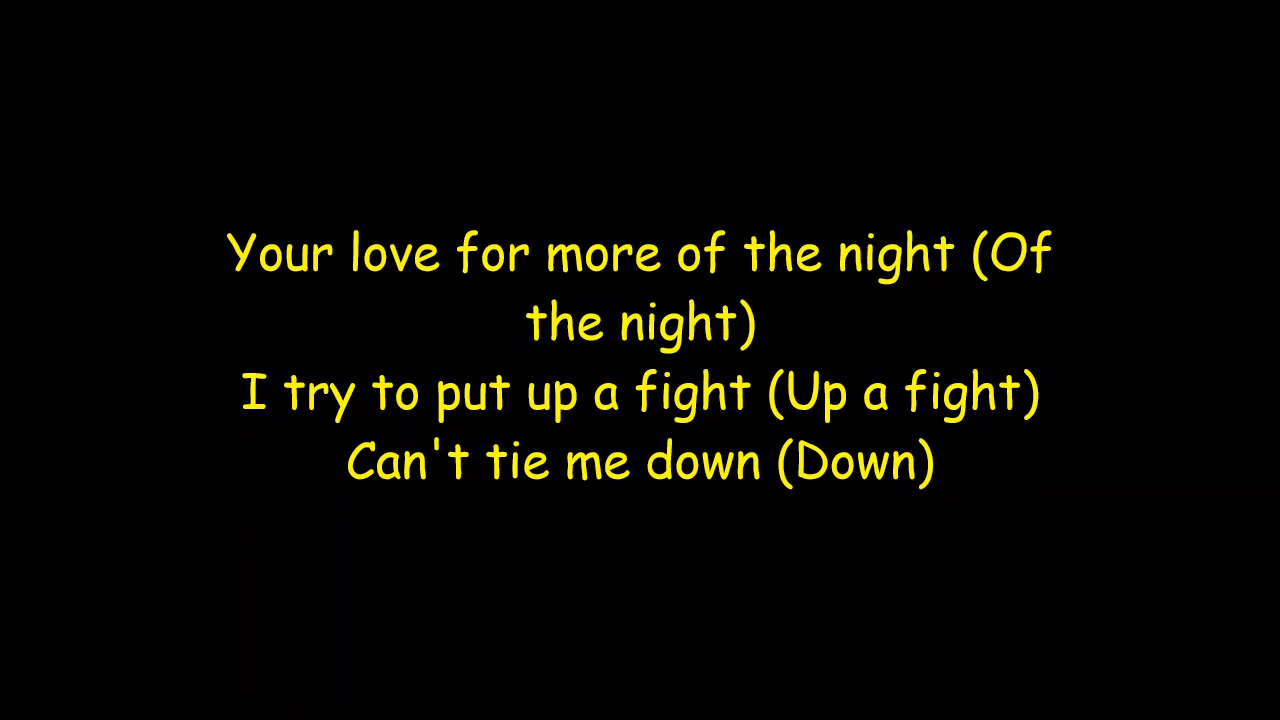 Your love for more of the night (Of
the night)
I try to put up a fight (Up a fight)
Can't tie me down (Down)